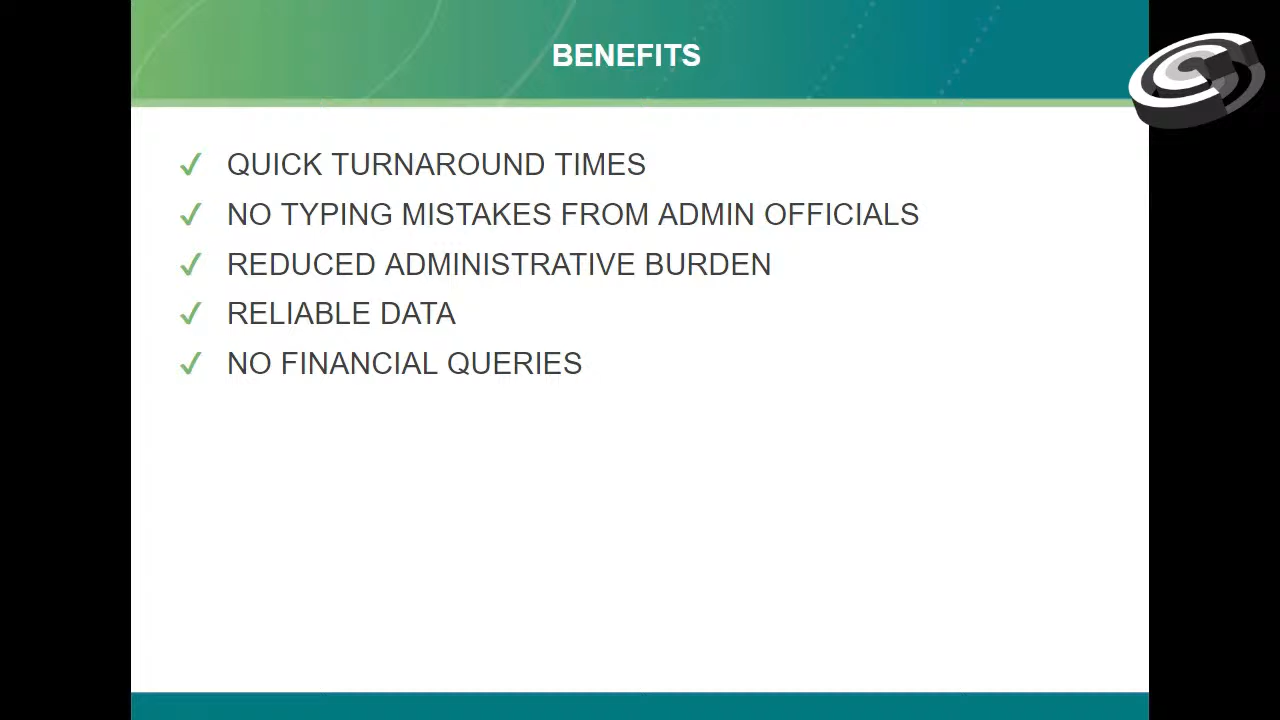 BENEFITS
✓ QUICK TURNAROUND TIMES
✓ NO TYPING MISTAKES FROM ADMIN OFFICIALS
✓ REDUCED ADMINISTRATIVE BURDEN
✓ RELIABLE DATA
✓ NO FINANCIAL QUERIES